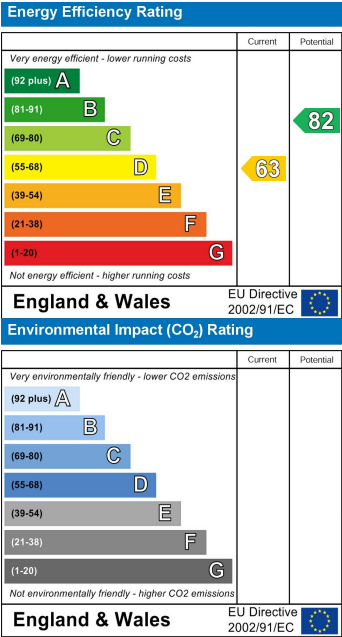 Energy Efficiency Rating
Current Potential
Very energy efficient - lower running costs
(92 plus) A
(81-91) B
82
(69-80) C
(55-68) D
63
(39-54) E
(21-38) F
(1-20) G
Not energy efficient - higher running costs
England & Wales
EU Directive
2002/91/EC
Environmental Impact (CO₂) Rating
Current Potential
Very environmentally friendly - lower CO2 emissions
(92 plus) A
(81-91) B
(69-80) C
(55-68) D
(39-54) E
(21-38) F
(1-20) G
Not environmentally friendly - higher CO2 emissions
England & Wales
EU Directive
2002/91/EC